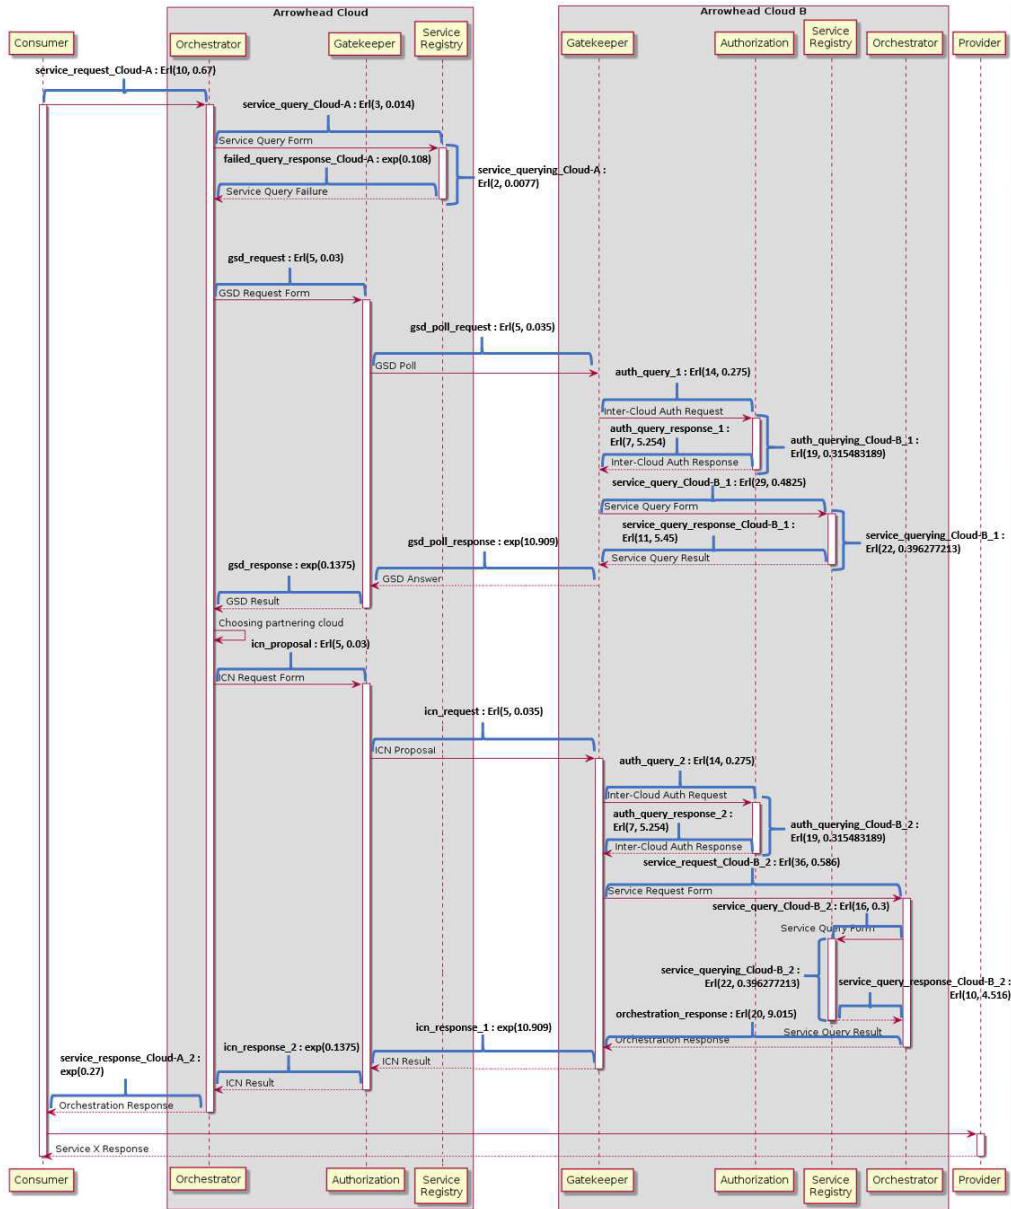 Arrowhead Cloud
Arrowhead Cloud B
Consumer
Orchestrator
Gatekeeper
Service
Registry
Gatekeeper
Authorization
Service
Registry
Orchestrator
Provider
service_request_Cloud-A : Erl(10, 0.67)
service_query_Cloud-A : Erl(3, 0.014)
Service Query Form
failed_query_response_Cloud-A : exp(0.108)
service_querying_Cloud-A :
Erl(2, 0.0077)
Service Query Failure
gsd_request : Erl(5, 0.03)
GSD Request Form
gsd_poll_request : Erl(5, 0.035)
GSD Poll
auth_query_1 : Erl(14, 0.275)
Inter-Cloud Auth Request
auth_query_response_1 :
Erl(7, 5.254)
auth_querying_Cloud-B_1 :
Erl(19, 0.315483189)
Inter-Cloud Auth Response
service_query_Cloud-B_1 : Erl(29, 0.4825)
Service Query Form
service_query_response_Cloud-B_1 :
Erl(11, 5.45)
service_querying_Cloud-B_1 :
Erl(22, 0.396277213)
gsd_poll_response : exp(10.909)
Service Query Result
GSD Answer
gsd_response : exp(0.1375)
GSD Result
Choosing partnering cloud
icn_proposal : Erl(5, 0.03)
ICN Request Form
icn_request : Erl(5, 0.035)
ICN Proposal
auth_query_2 : Erl(14, 0.275)
Inter-Cloud Auth Request
auth_query_response_2 :
Erl(7, 5.254)
auth_querying_Cloud-B_2 :
Erl(19, 0.315483189)
Inter-Cloud Auth Response
service_request_Cloud-B_2 : Erl(36, 0.586)
Service Request Form
service_query_Cloud-B_2 : Erl(16, 0.3)
Service Query Form
service_querying_Cloud-B_2 :
Erl(22, 0.396277213)
service_query_response_Cloud-B_2 :
Erl(10, 4.516)
orchestration_response : Erl(20, 9.015)
Service Query Result
Orchestration Response
icn_response_1 : exp(10.909)
ICN Result
icn_response_2 : exp(0.1375)
ICN Result
service_response_Cloud-A_2 :
exp(0.27)
Orchestration Response
Service X Response
Consumer
Orchestrator
Authorization
Service
Registry
Gatekeeper
Authorization
Service
Registry
Orchestrator
Provider